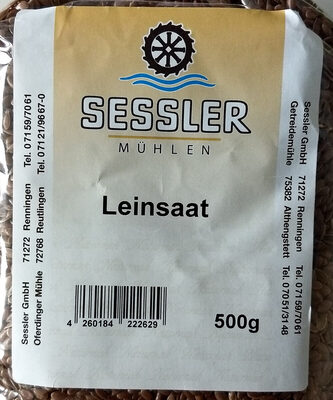 SESSLER
MÜHLEN
Leinsaat
4 260184 222629
500g
Sessler GmbH 71272 Renningen Tel. 07159/7061
Oferdinger Mühle 72768 Reutlingen Tel. 07121/9667-0
Sessler GmbH 71272 Renningen Tel. 07159/7061
Getreidemühle 75382 Althengstett Tel. 07051/3148